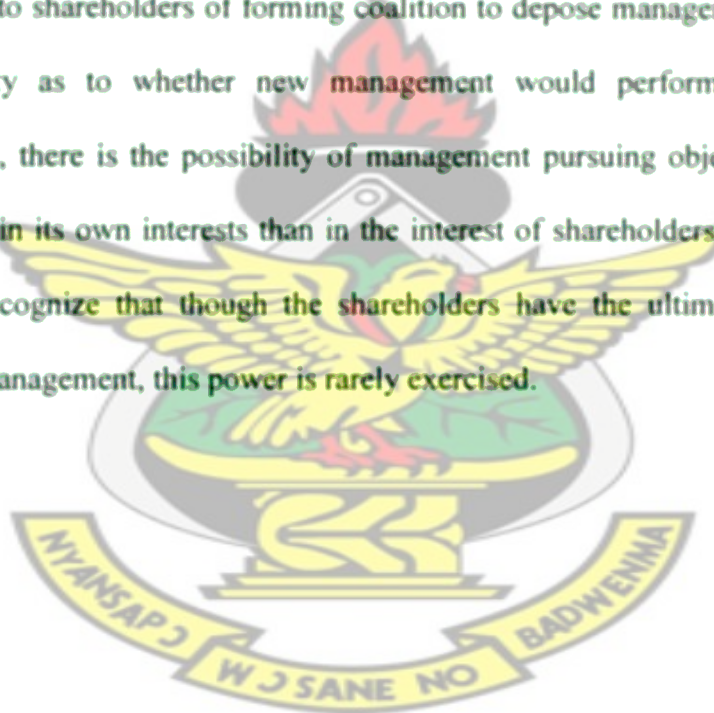 to shareholders of forming coalition to depose manage
y as to whether new management would perform
, there is the possibility of management pursuing obje
in its own interests than in the interest of shareholders
cognize that though the shareholders have the ultim
anagement, this power is rarely exercised.
NYANSAPƆ
WƆSANE NO
BADWENMA